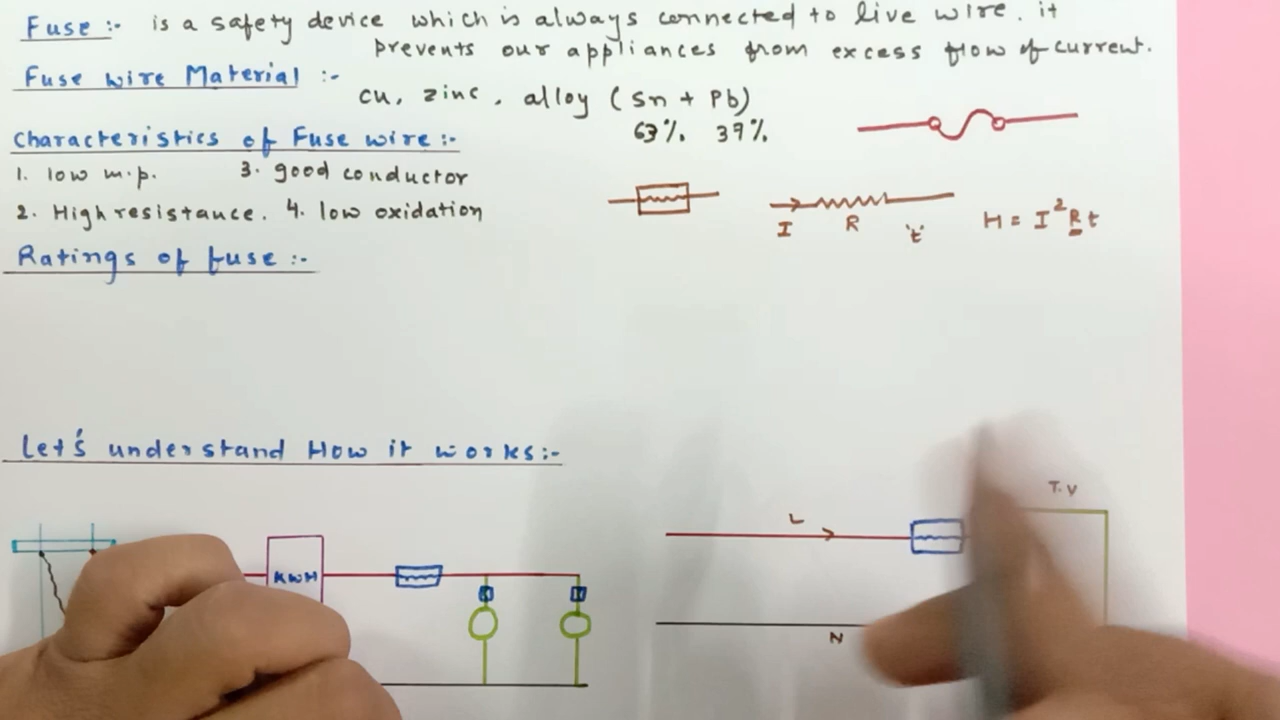 Fuse :- is a safety device which is always connected to live wire. it
prevents our appliances from excess flow of current.
Fuse wire Material :-
Cu, zinc, alloy (Sn + Pb)
63%. 37%.
Characteristics of Fuse wire :-
1. low m.p. 3. good conductor
2. High resistance. 4. low oxidation
I R 't' H = I²Rt
Ratings of fuse :-
Let's understand How it works :-
T.V
L
KWH
N